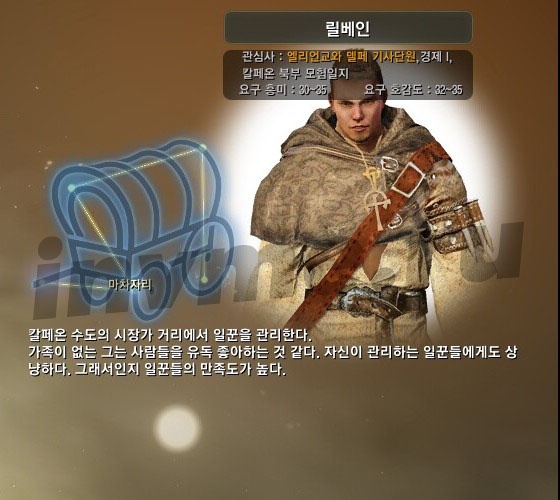 릴베인
관심사 : 엘리언교와 델페 기사단원,경제 I,
칼페온 북부 모험일지
요구 흥미 : 30~35 요구 호감도 : 32~35
마차자리
칼페온 수도의 시장가 거리에서 일꾼을 관리한다.
가족이 없는 그는 사람들을 유독 좋아하는 것 같다. 자신이 관리하는 일꾼들에게도 상
냥하다. 그래서인지 일꾼들의 만족도가 높다.